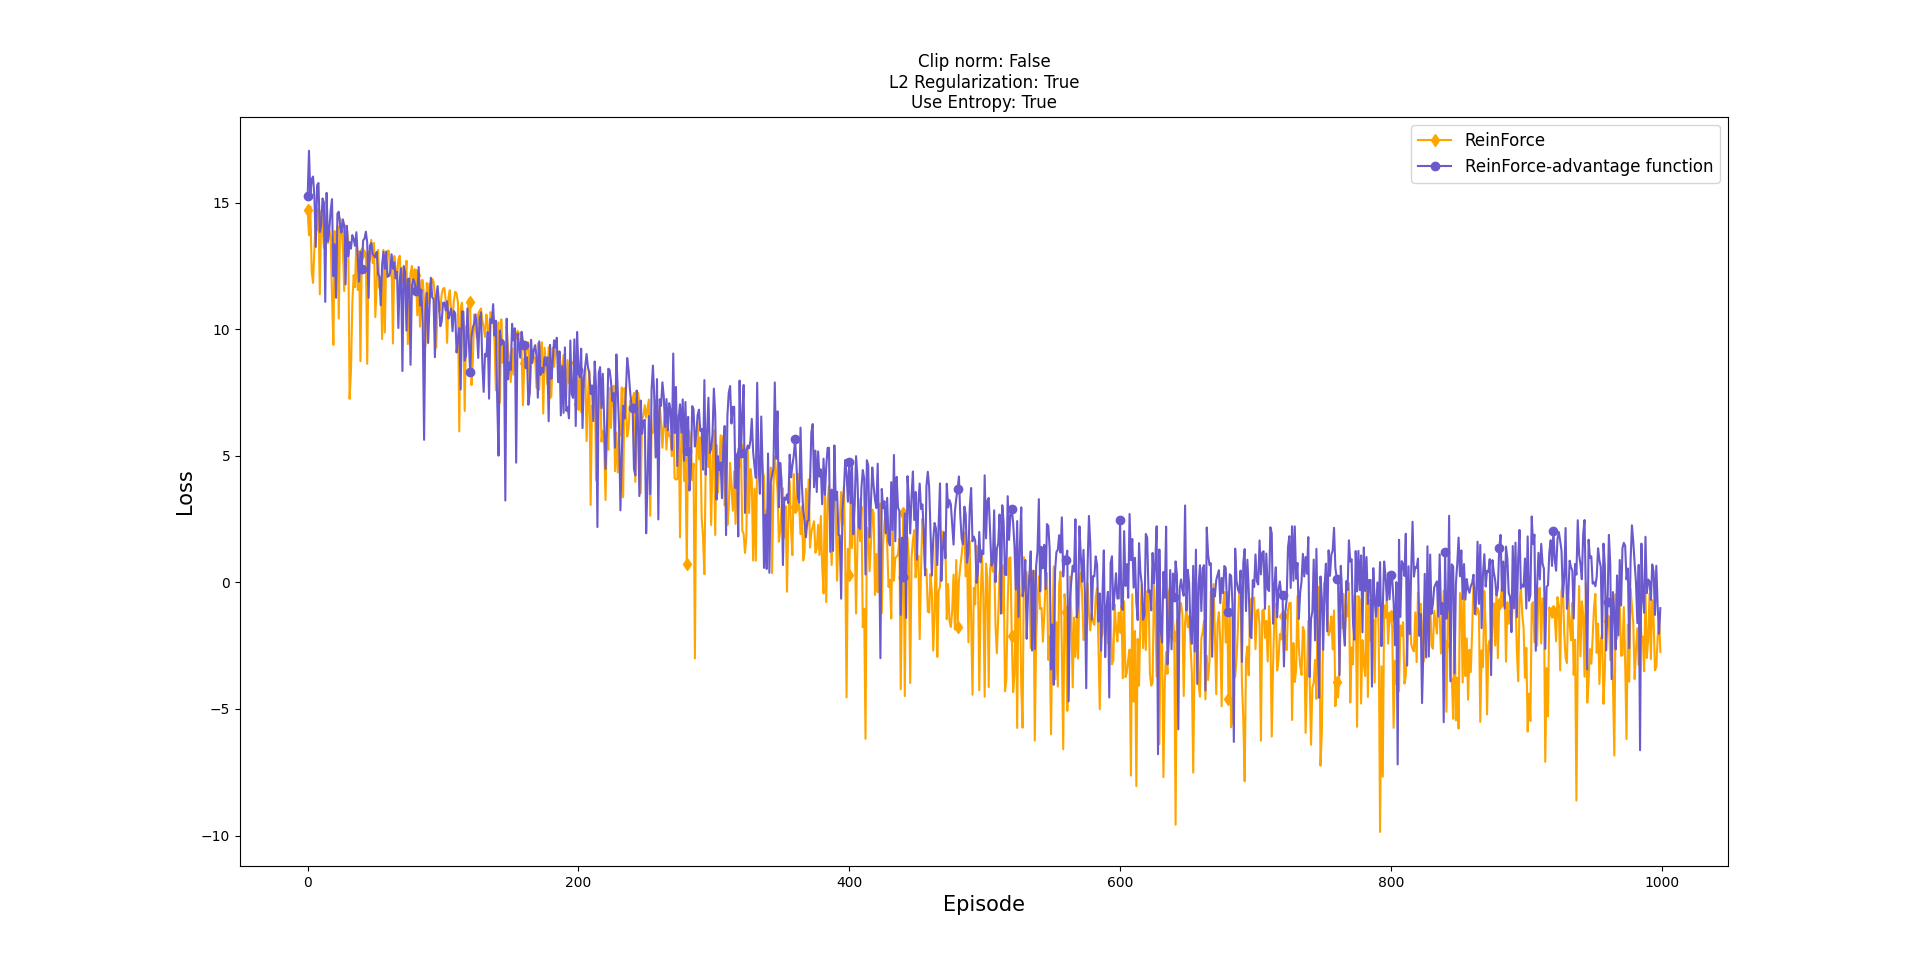 Clip norm: False
L2 Regularization: True
Use Entropy: True
ReinForce
ReinForce-advantage function
Loss
15
10
5
0
−5
−10
0 200 400 600 800 1000
Episode